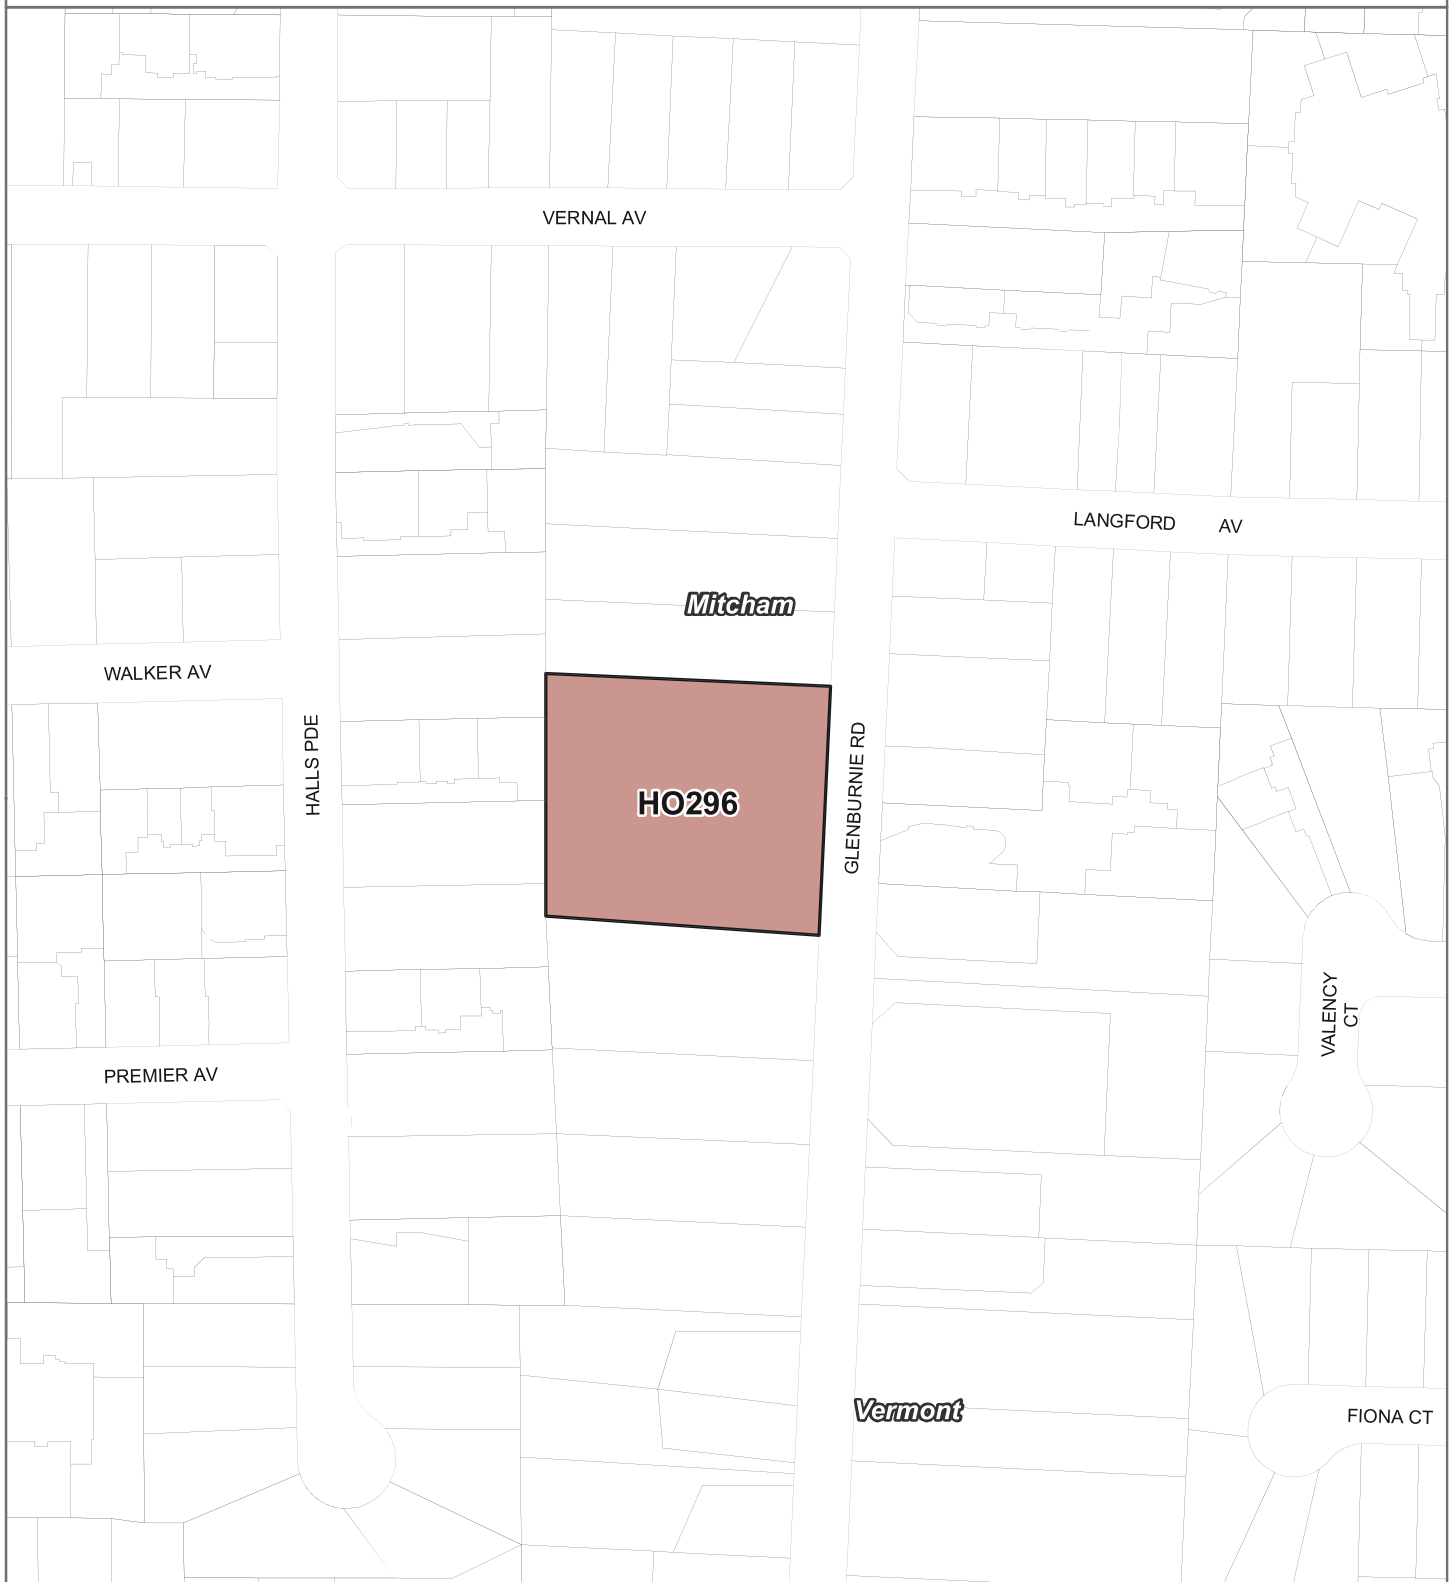 VERNAL AV
LANGFORD AV
Mitcham
WALKER AV
HALLS PDE
GLENBURNIE RD
HO296
VALENCY
CT
PREMIER AV
Vermont
FIONA CT